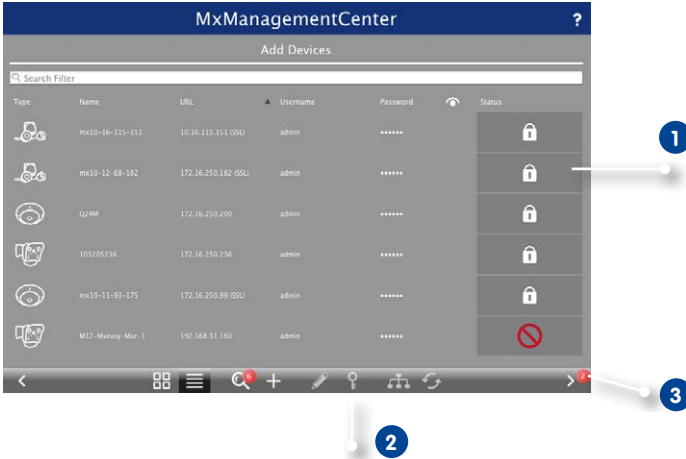 MxManagementCenter ?
Add Devices
Search Filter
Type Name URL Username Password Status
mx10-16-115-151 10.16.115.151 (SSL) admin ••••••
mx10-12-68-182 172.16.250.182 (SSL) admin ••••••
Q24M 172.16.250.200 admin ••••••
103205236 172.16.250.236 admin ••••••
mx10-11-93-175 172.16.250.99 (SSL) admin ••••••
M12-Mxeasy-Mar-1 192.168.31.160 admin ••••••
6 2
1
2
3